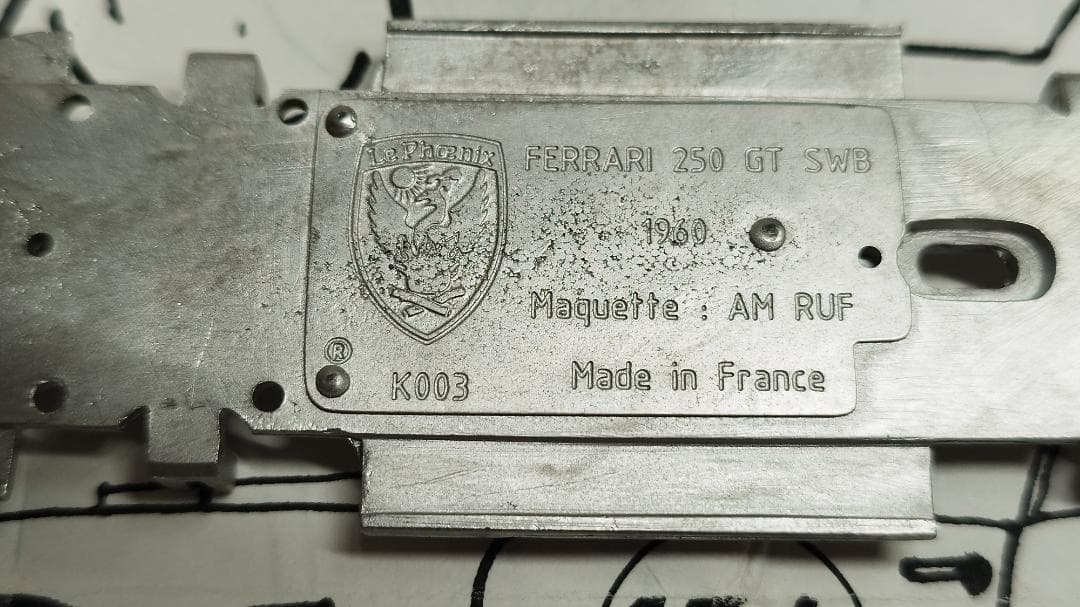 Le Phœnix
FERRARI 250 GT SWB
1960
Maquette : AM RUF
®
K003
Made in France